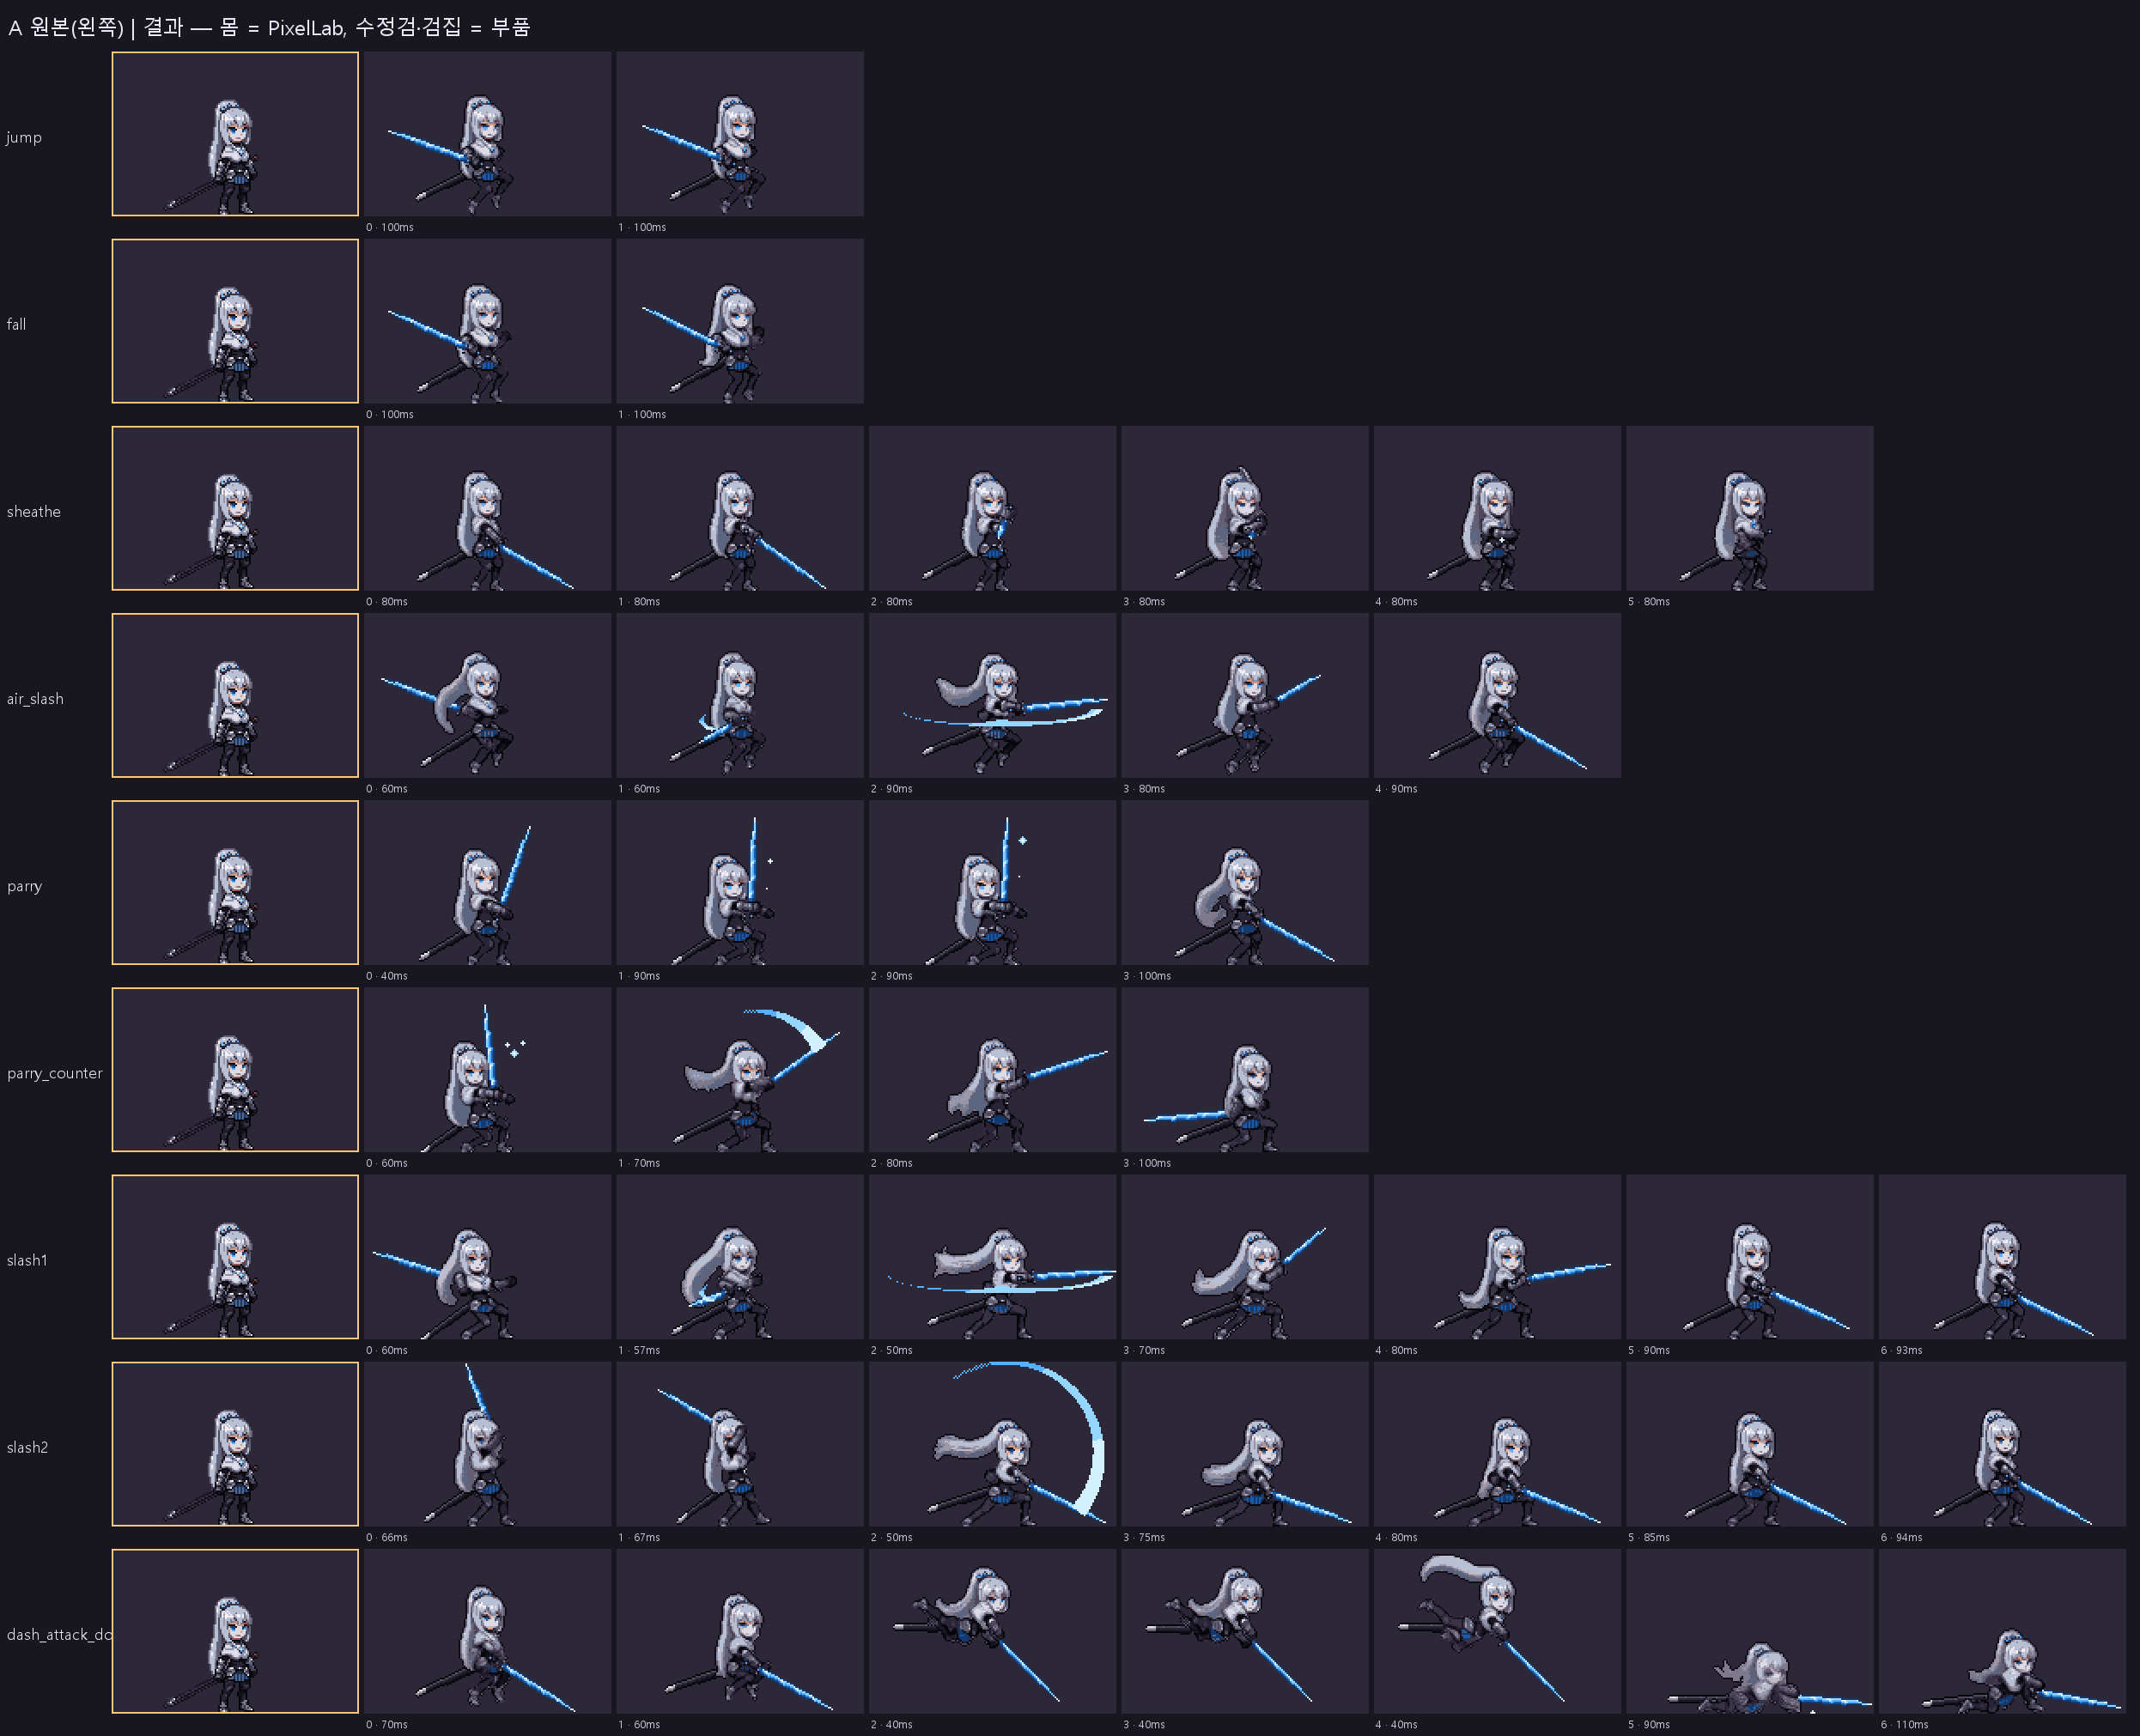 A 원본(왼쪽) | 결과 — 몸 = PixelLab, 수정검·검집 = 부품
jump
0 · 100ms 1 · 100ms
fall
0 · 100ms 1 · 100ms
sheathe
0 · 80ms 1 · 80ms 2 · 80ms 3 · 80ms 4 · 80ms 5 · 80ms
air_slash
0 · 60ms 1 · 60ms 2 · 90ms 3 · 80ms 4 · 90ms
parry
0 · 40ms 1 · 90ms 2 · 90ms 3 · 100ms
parry_counter
0 · 60ms 1 · 70ms 2 · 80ms 3 · 100ms
slash1
0 · 60ms 1 · 57ms 2 · 50ms 3 · 70ms 4 · 80ms 5 · 90ms 6 · 93ms
slash2
0 · 66ms 1 · 67ms 2 · 50ms 3 · 75ms 4 · 80ms 5 · 85ms 6 · 94ms
dash_attack_do
0 · 70ms 1 · 60ms 2 · 40ms 3 · 40ms 4 · 40ms 5 · 90ms 6 · 110ms